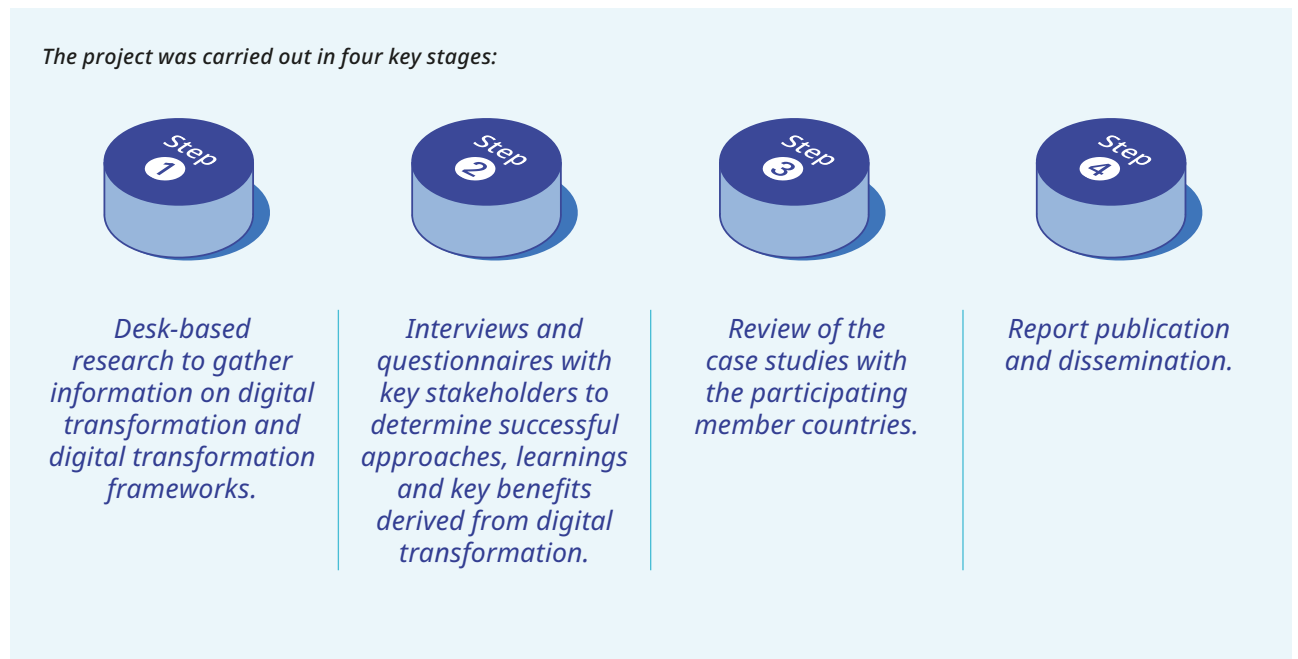 The project was carried out in four key stages:
Step
1
Desk-based
research to gather
information on digital
transformation and
digital transformation
frameworks.
Step
2
Interviews and
questionnaires with
key stakeholders to
determine successful
approaches, learnings
and key benefits
derived from digital
transformation.
Step
3
Review of the
case studies with
the participating
member countries.
Step
4
Report publication
and dissemination.